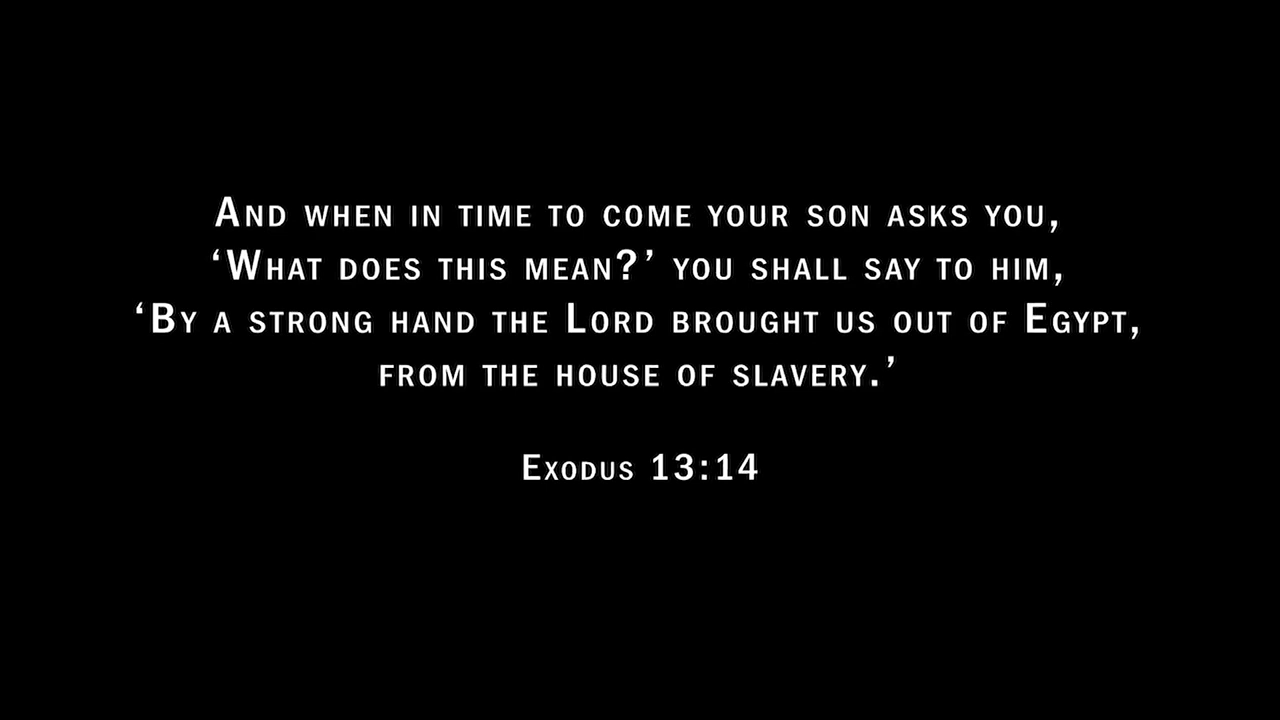 And when in time to come your son asks you,
‘What does this mean?’ you shall say to him,
‘By a strong hand the Lord brought us out of Egypt,
from the house of slavery.’
Exodus 13:14